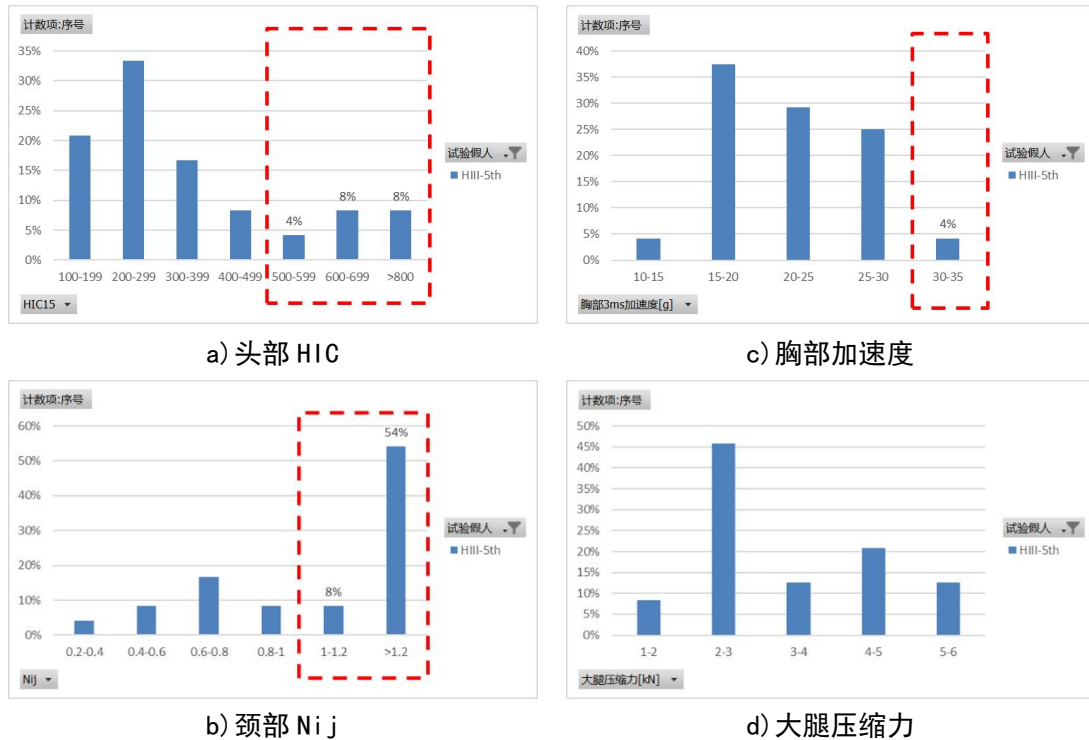 计数项:序号
35%
30%
25%
20%
15%
10%
5%
0%
4%
8%
8%
100-199 200-299 300-399 400-499 500-599 600-699 >800
HIC15
试验假人
HIII-5th
a)头部 HIC
计数项:序号
40%
35%
30%
25%
20%
15%
10%
5%
0%
4%
10-15 15-20 20-25 25-30 30-35
胸部3ms加速度[g]
试验假人
HIII-5th
c)胸部加速度
计数项:序号
60%
50%
40%
30%
20%
10%
0%
8%
54%
0.2-0.4 0.4-0.6 0.6-0.8 0.8-1 1-1.2 >1.2
Nij
试验假人
HIII-5th
b)颈部 Nij
计数项:序号
50%
45%
40%
35%
30%
25%
20%
15%
10%
5%
0%
1-2 2-3 3-4 4-5 5-6
大腿压缩力[kN]
试验假人
HIII-5th
d)大腿压缩力